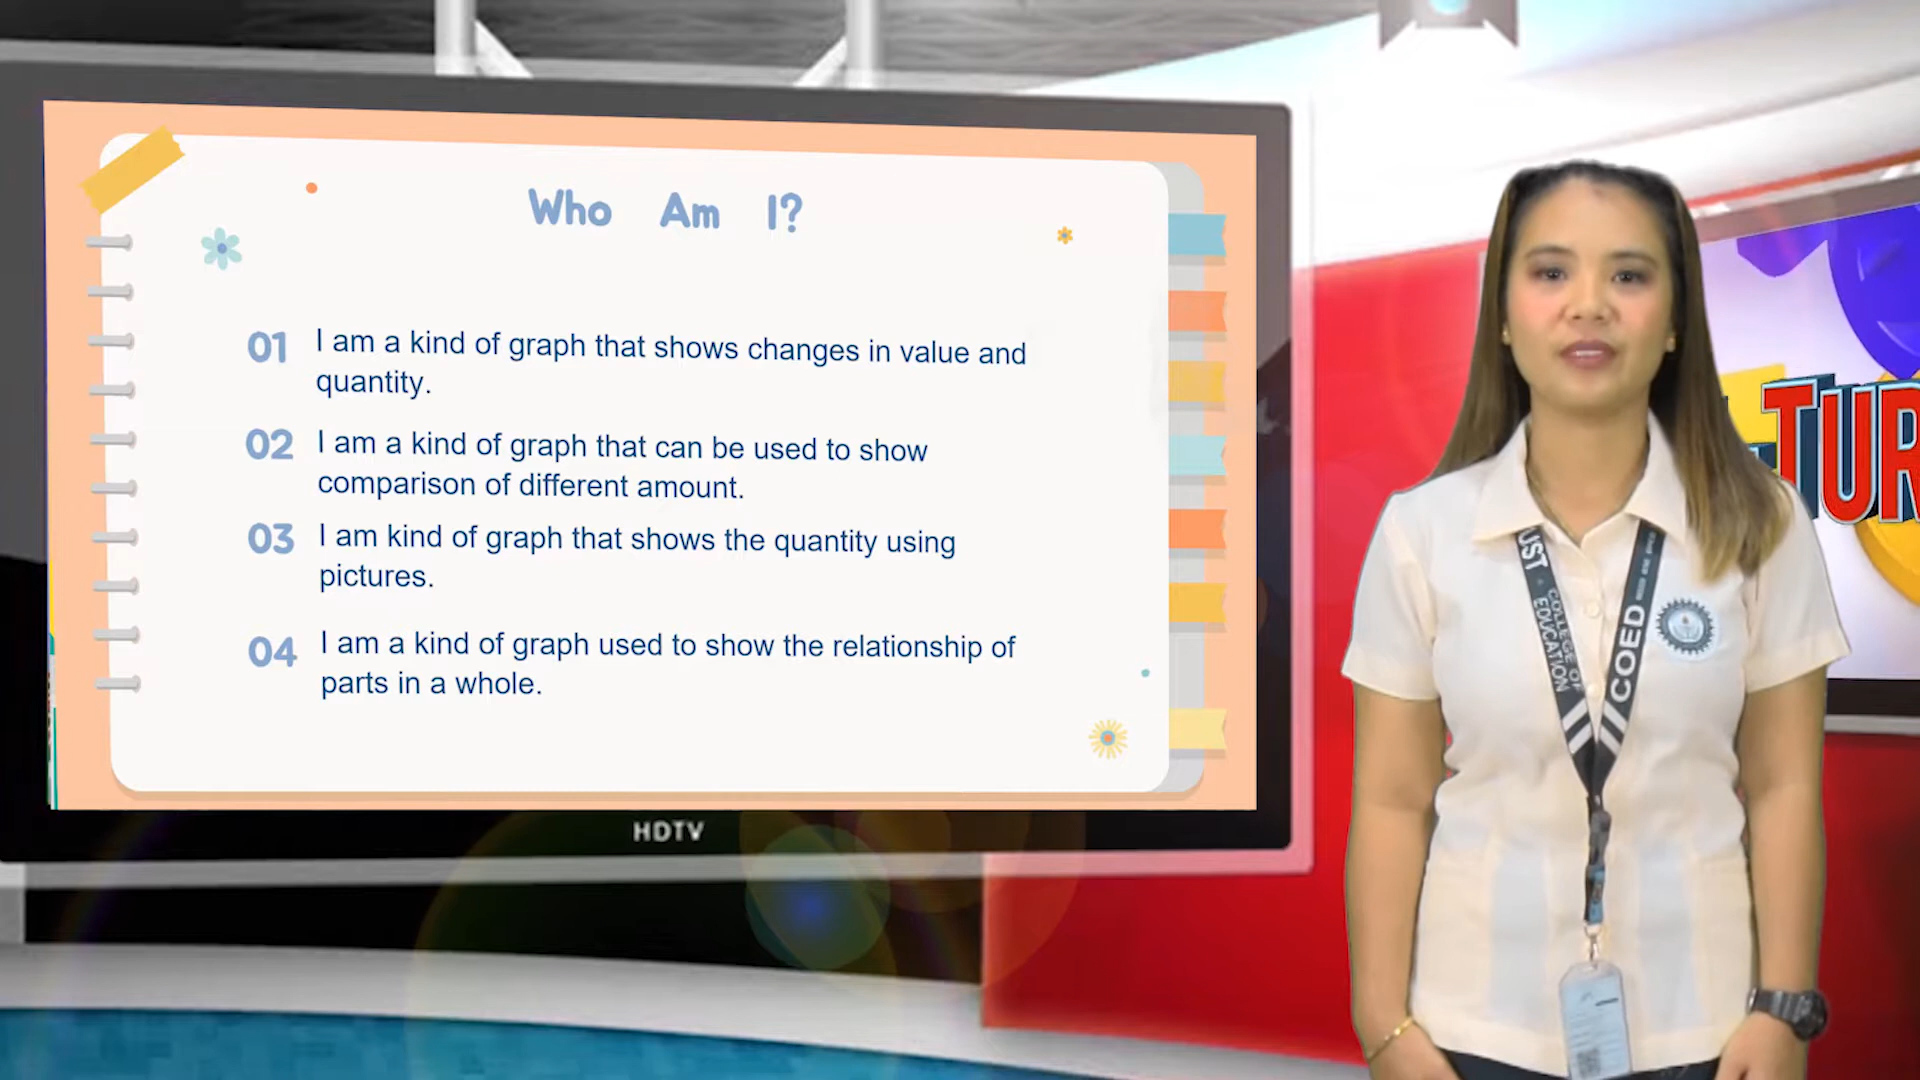 Who Am I?
01 I am a kind of graph that shows changes in value and
quantity.
02 I am a kind of graph that can be used to show
comparison of different amount.
03 I am kind of graph that shows the quantity using
pictures.
04 I am a kind of graph used to show the relationship of
parts in a whole.
HDTV
TUR
UST
COLLEGE OF
EDUCATION
COED